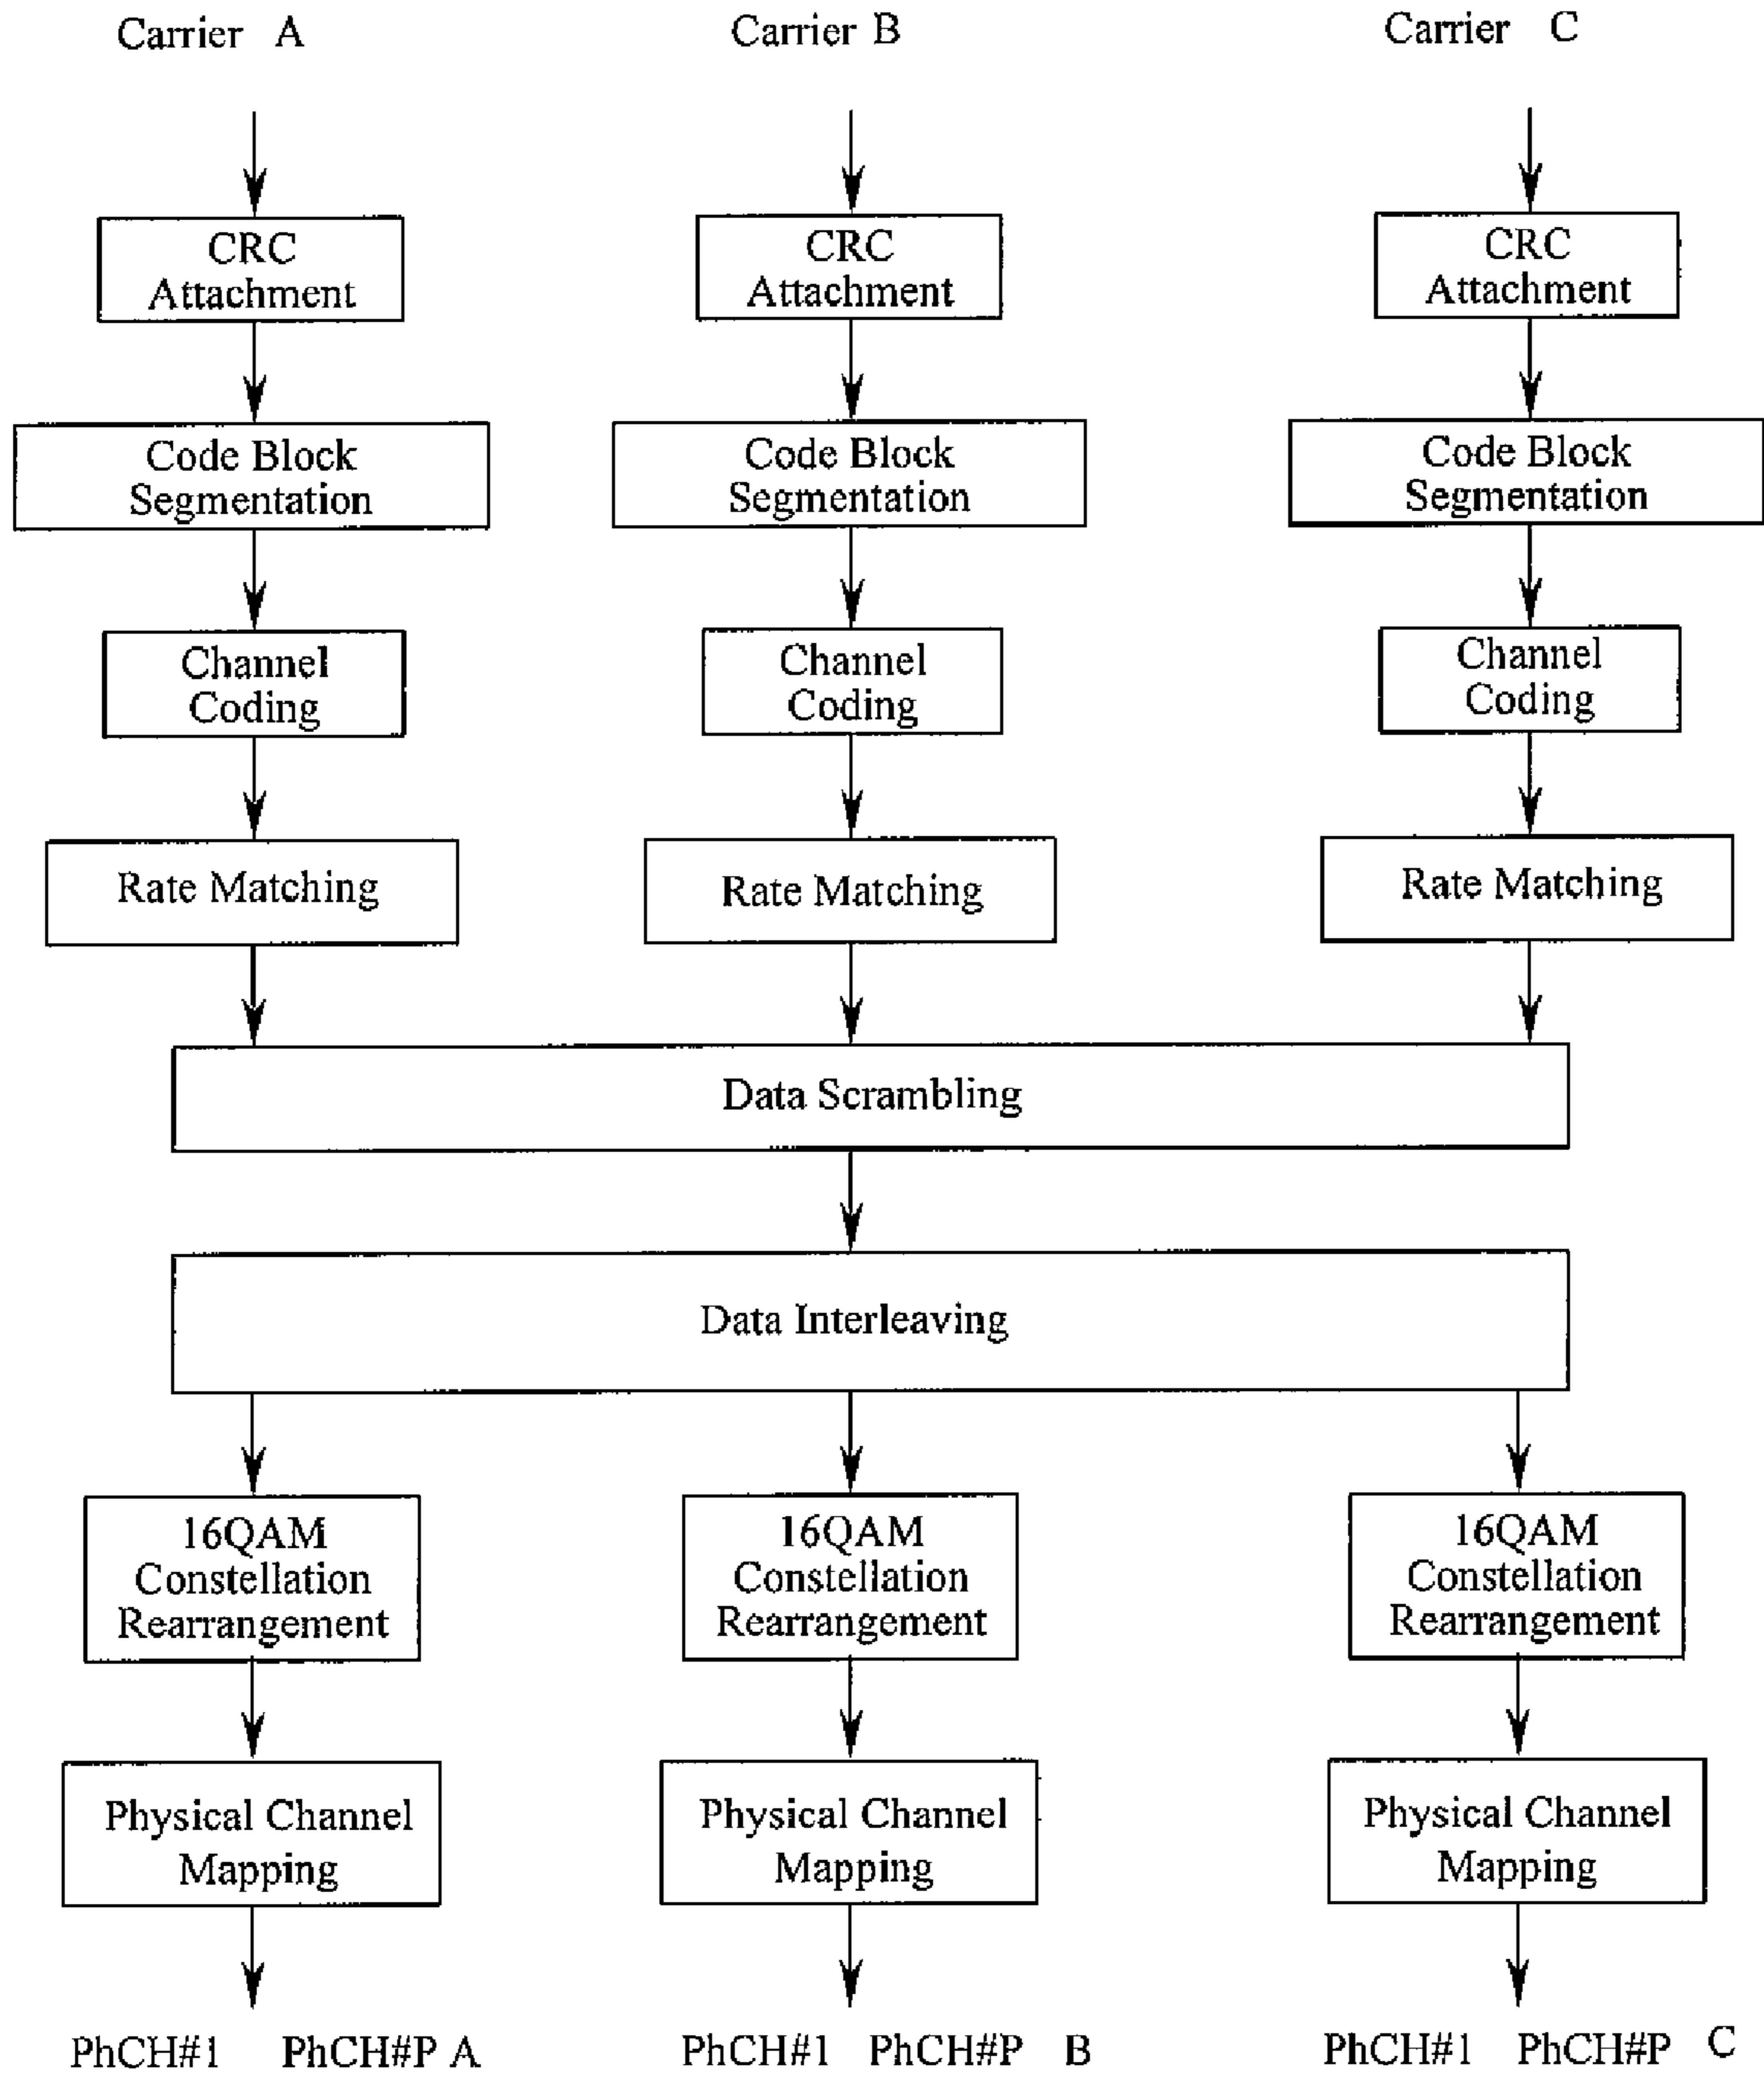 Carrier A
Carrier B
Carrier C
CRC
Attachment
CRC
Attachment
CRC
Attachment
Code Block
Segmentation
Code Block
Segmentation
Code Block
Segmentation
Channel
Coding
Channel
Coding
Channel
Coding
Rate Matching
Rate Matching
Rate Matching
Data Scrambling
Data Interleaving
16QAM
Constellation
Rearrangement
16QAM
Constellation
Rearrangement
16QAM
Constellation
Rearrangement
Physical Channel
Mapping
Physical Channel
Mapping
Physical Channel
Mapping
PhCH#1 PhCH#P A
PhCH#1 PhCH#P B
PhCH#1 PhCH#P C